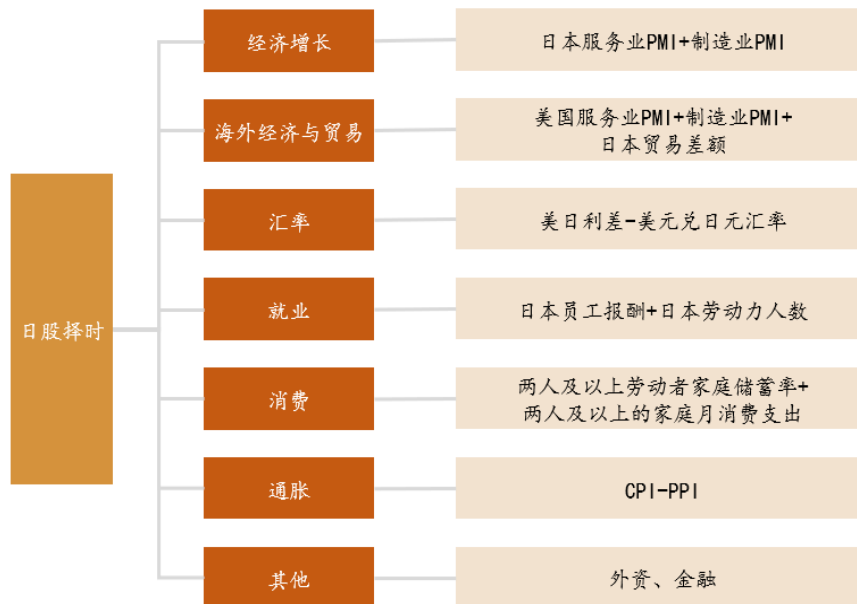 日股择时
经济增长
日本服务业PMI+制造业PMI
海外经济与贸易
美国服务业PMI+制造业PMI+
日本贸易差额
汇率
美日利差-美元兑日元汇率
就业
日本员工报酬+日本劳动力人数
消费
两人及以上劳动者家庭储蓄率+
两人及以上的家庭月消费支出
通胀
CPI-PPI
其他
外资、金融